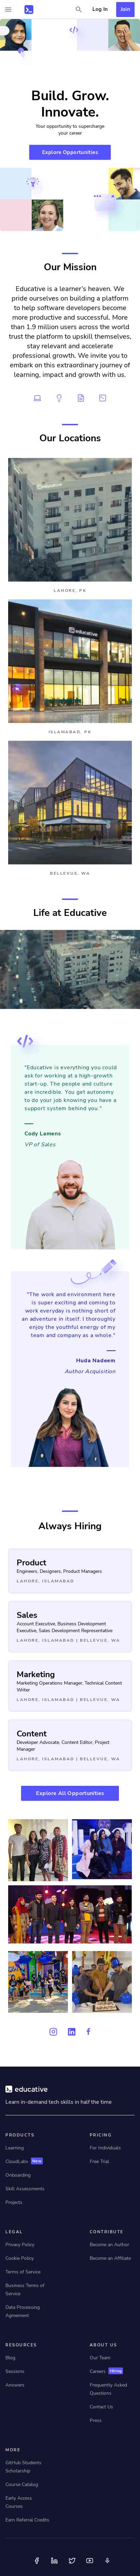 Log In
Join
Build. Grow.
Innovate.
Your opportunity to supercharge
your career
Explore Opportunities
Our Mission
Educative is a learner's heaven. We
pride ourselves on building a platform
to help software developers become
more productive and successful. More
than 1.9 million users across the globe
trust the platform to upskill
themselves, stay relevant and accelerate
professional growth. We invite you to
embark on this exciting journey of
learning, impact and growth with us.
Our Locations
educative
LAHORE, PK
educative
ISLAMABAD, PK
BELLEVUE, WA
Life at Educative
educative
"Educative is everything you could
ask for working at a high-growth
start-up. The people and culture
are incredible. You get autonomy
to do your job knowing you have a
support system behind you."
Cody Lamens
VP of Sales
"The word and environment here
is super exciting and coming to
work everyday is nothing short of
an adventure in itself. I thoroughly
enjoy the youthful energy of my
team and company as a whole."
Huda Nadeem
Author Acquisition
Always Hiring
Product
Engineers, Designers, Product Managers
LAHORE, ISLAMABAD
Sales
Account Executive, Business Development
Executive, Sales Development Representative
LAHORE, ISLAMABAD | BELLEVUE, WA
Marketing
Marketing Operations Manager, Technical Content
Writer
LAHORE, ISLAMABAD | BELLEVUE, WA
Content
Developer Advocate, Content Editor, Project
Manager
LAHORE, ISLAMABAD | BELLEVUE, WA
Explore All Opportunities
educative
Learn in-demand tech skills in half the time
PRODUCTS
Learning
CloudLabs New
Onboarding
Skill Assessments
Projects
PRICING
For Individuals
Free Trial
LEGAL
Privacy Policy
Cookie Policy
Terms of Service
Business Terms of
Service
Data Processing
Agreement
CONTRIBUTE
Become an Author
Become an Affiliate
RESOURCES
Blog
Sessions
Answers
ABOUT US
Our Team
Careers Hiring
Frequently Asked
Questions
Contact Us
Press
MORE
GitHub Students
Scholarship
Course Catalog
Early Access
Courses
Earn Referral Credits